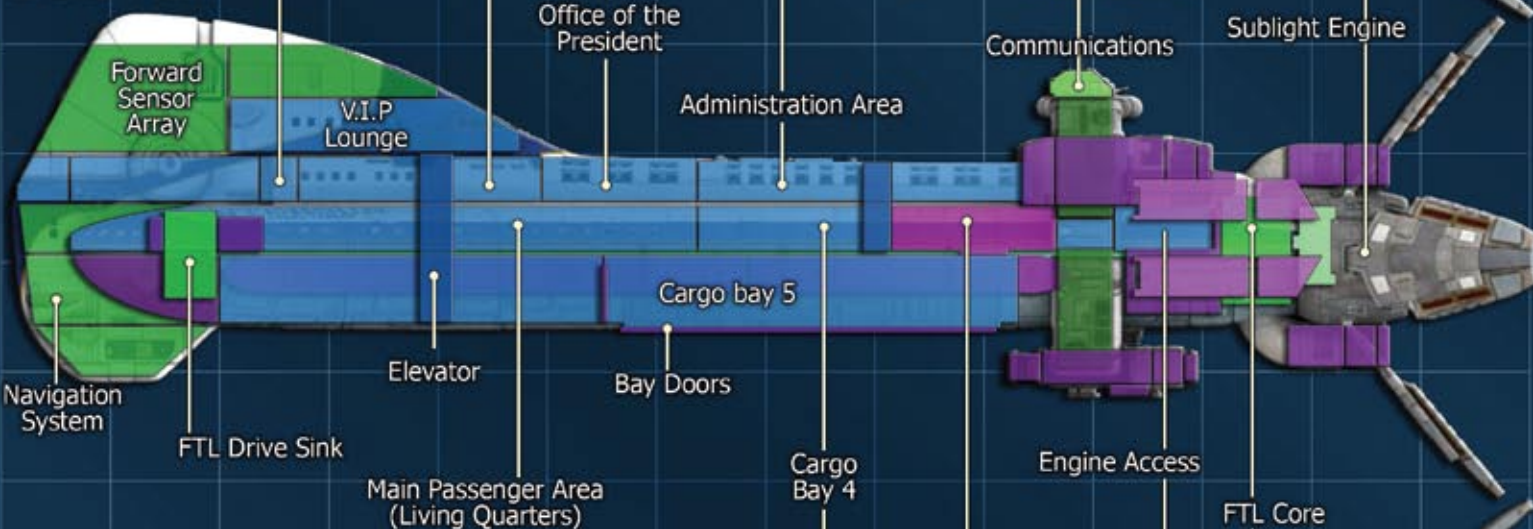 Office of the
President
Sublight Engine
Communications
Forward
Sensor
Array
V.I.P
Lounge
Administration Area
Cargo bay 5
Elevator
Bay Doors
Navigation
System
FTL Drive Sink
Main Passenger Area
(Living Quarters)
Cargo
Bay 4
Engine Access
FTL Core